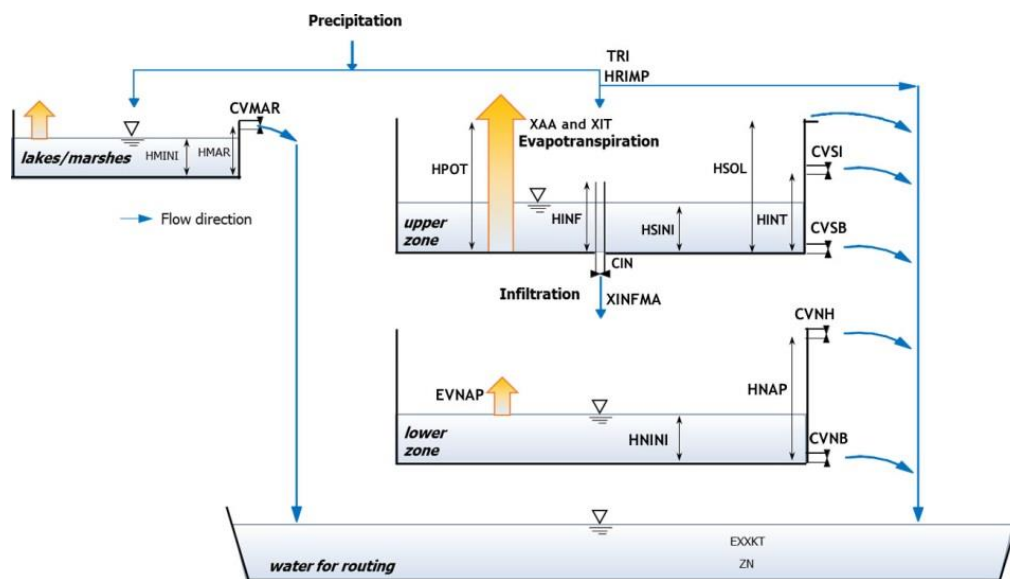 Precipitation
TRI
HRIMP
CVMAR
lakes/marshes
HMINI
HMAR
Flow direction
XAA and XIT
Evapotranspiration
HPOT
HSOL
CVSI
HINF
HSINI
HINT
upper
zone
CVSB
CIN
Infiltration
XINFMA
CVNH
EVNAP
HNAP
lower
zone
HNINI
CVNB
water for routing
EXXKT
ZN